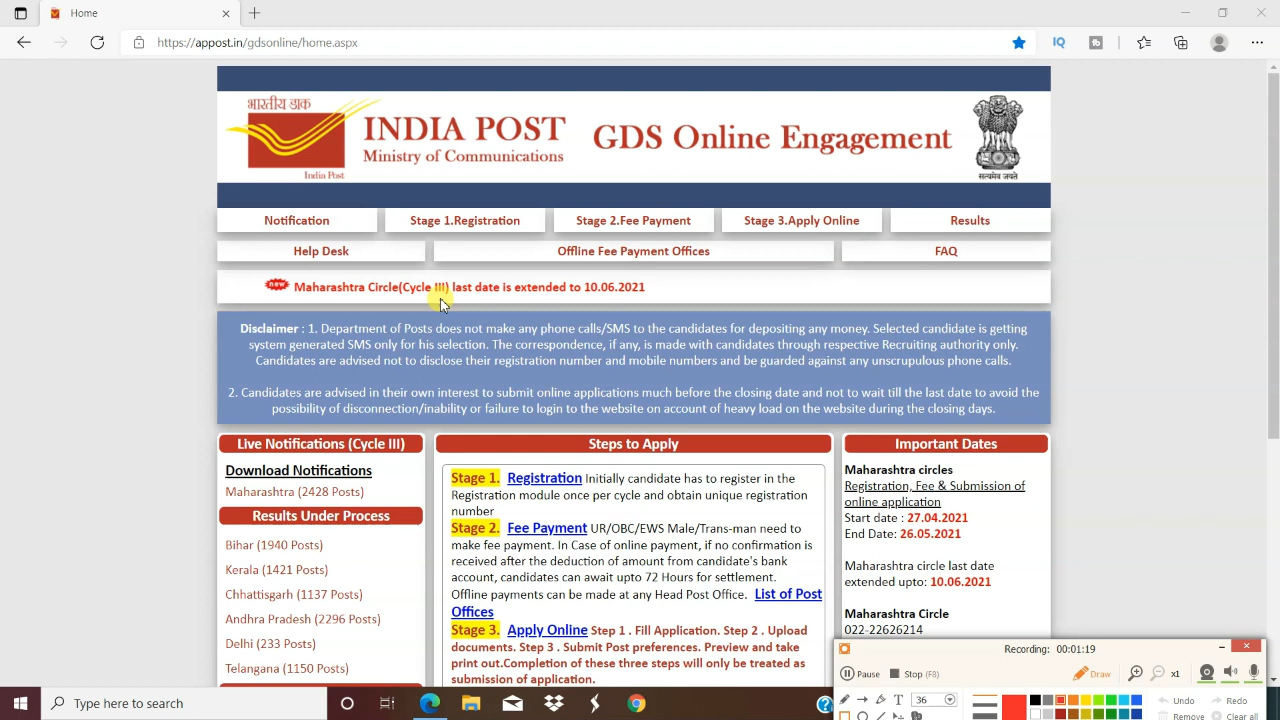 Home
https://appost.in/gdsonline/home.aspx
भारतीय डाक
India Post
INDIA POST
Ministry of Communications
GDS Online Engagement
सत्यमेव जयते
Notification
Stage 1.Registration
Stage 2.Fee Payment
Stage 3.Apply Online
Results
Help Desk
Offline Fee Payment Offices
FAQ
new Maharashtra Circle(Cycle III) last date is extended to 10.06.2021
Disclaimer : 1. Department of Posts does not make any phone calls/SMS to the candidates for depositing any money. Selected candidate is getting
system generated SMS only for his selection. The correspondence, if any, is made with candidates through respective Recruiting authority only.
Candidates are advised not to disclose their registration number and mobile numbers and be guarded against any unscrupulous phone calls.
2. Candidates are advised in their own interest to submit online applications much before the closing date and not to wait till the last date to avoid the
possibility of disconnection/inability or failure to login to the website on account of heavy load on the website during the closing days.
Live Notifications (Cycle III)
Download Notifications
Maharashtra (2428 Posts)
Results Under Process
Bihar (1940 Posts)
Kerala (1421 Posts)
Chhattisgarh (1137 Posts)
Andhra Pradesh (2296 Posts)
Delhi (233 Posts)
Telangana (1150 Posts)
Steps to Apply
Stage 1. Registration Initially candidate has to register in the
Registration module once per cycle and obtain unique registration
number
Stage 2. Fee Payment UR/OBC/EWS Male/Trans-man need to
make fee payment. In Case of online payment, if no confirmation is
received after the deduction of amount from candidate's bank
account, candidates can await upto 72 Hours for settlement.
Offline payments can be made at any Head Post Office. List of Post
Offices
Stage 3. Apply Online Step 1 . Fill Application. Step 2 . Upload
documents. Step 3 . Submit Post preferences. Preview and take
print out.Completion of these three steps will only be treated as
submission of application.
Important Dates
Maharashtra circles
Registration, Fee & Submission of
online application
Start date : 27.04.2021
End Date: 26.05.2021
Maharashtra circle last date
extended upto: 10.06.2021
Maharashtra Circle
022-22626214
Recording: 00:01:19
Pause
Stop (F8)
Draw
x1
36
Undo
Redo
Remove
Clear all
Type here to search